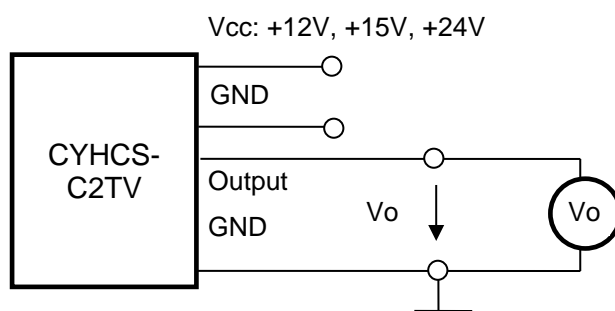 Vcc: +12V, +15V, +24V
GND
CYHCS-
C2TV
Output
GND
Vo
Vo